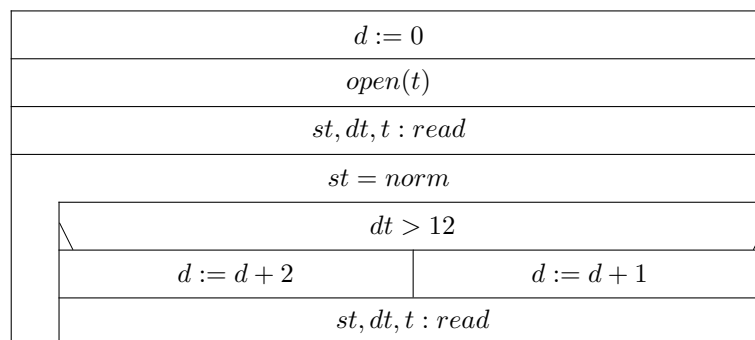 d := 0
open(t)
st, dt, t : read
st = norm
dt > 12
d := d + 2
d := d + 1
st, dt, t : read